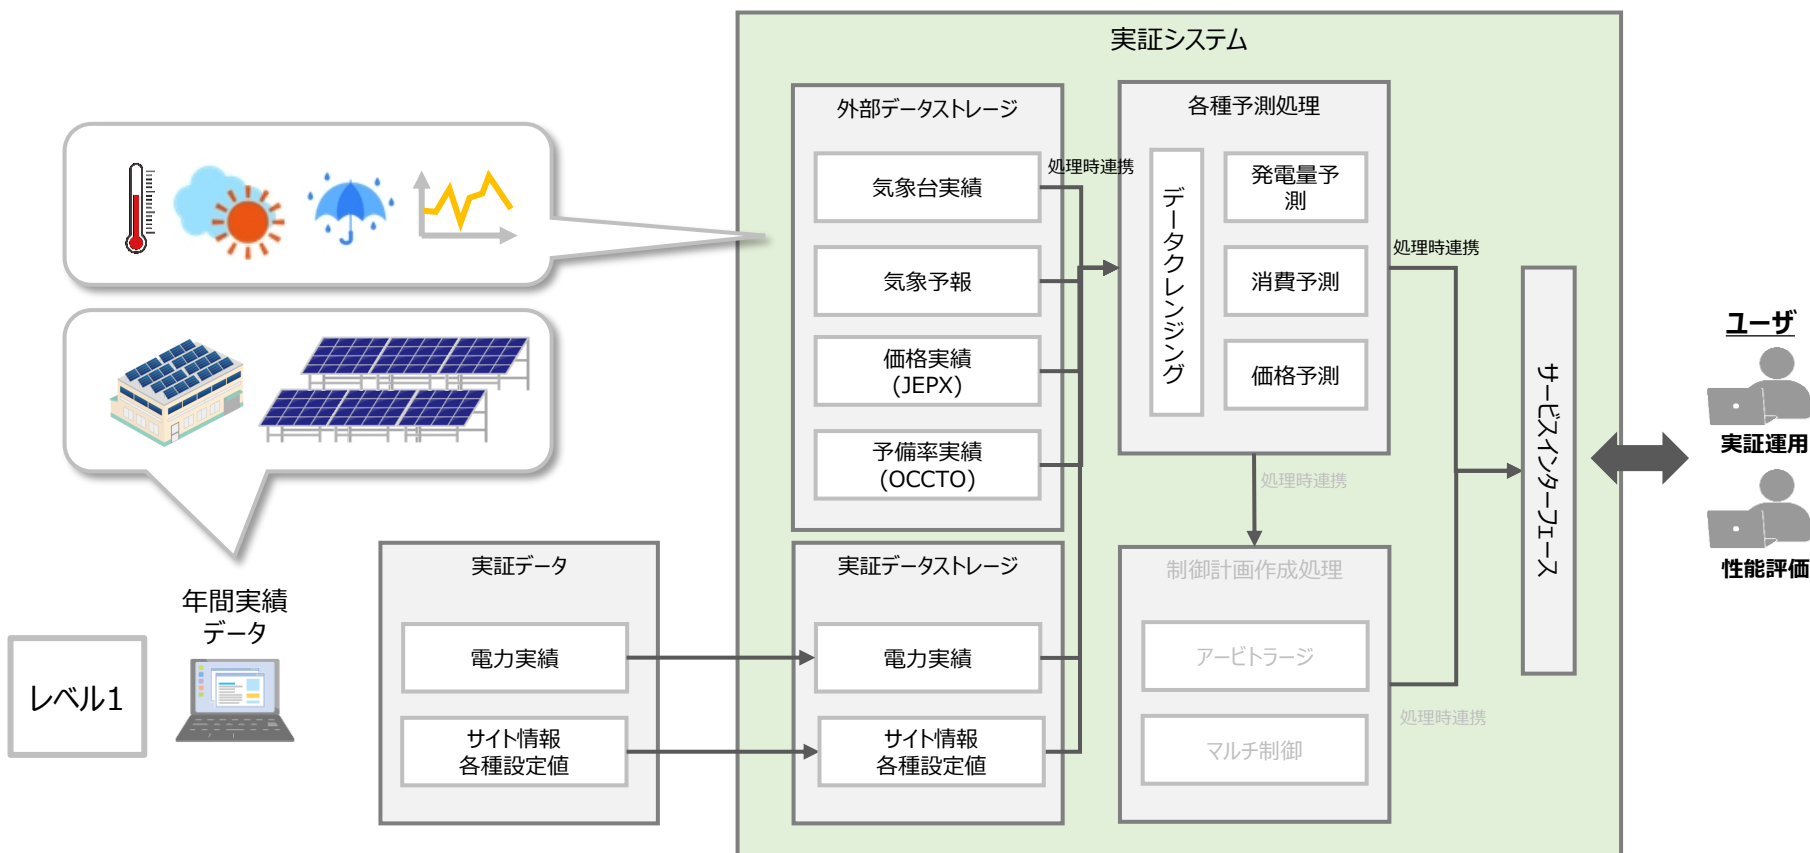 実証システム
外部データストレージ
気象台実績
気象予報
価格実績
(JEPX)
予備率実績
(OCCTO)
処理時連携
各種予測処理
データクレンジング
発電量予
測
消費予測
価格予測
処理時連携
処理時連携
サービスインターフェース
ユーザ
実証運用
性能評価
年間実績
データ
レベル1
実証データ
電力実績
サイト情報
各種設定値
実証データストレージ
電力実績
サイト情報
各種設定値
制御計画作成処理
アービトラージ
マルチ制御
処理時連携